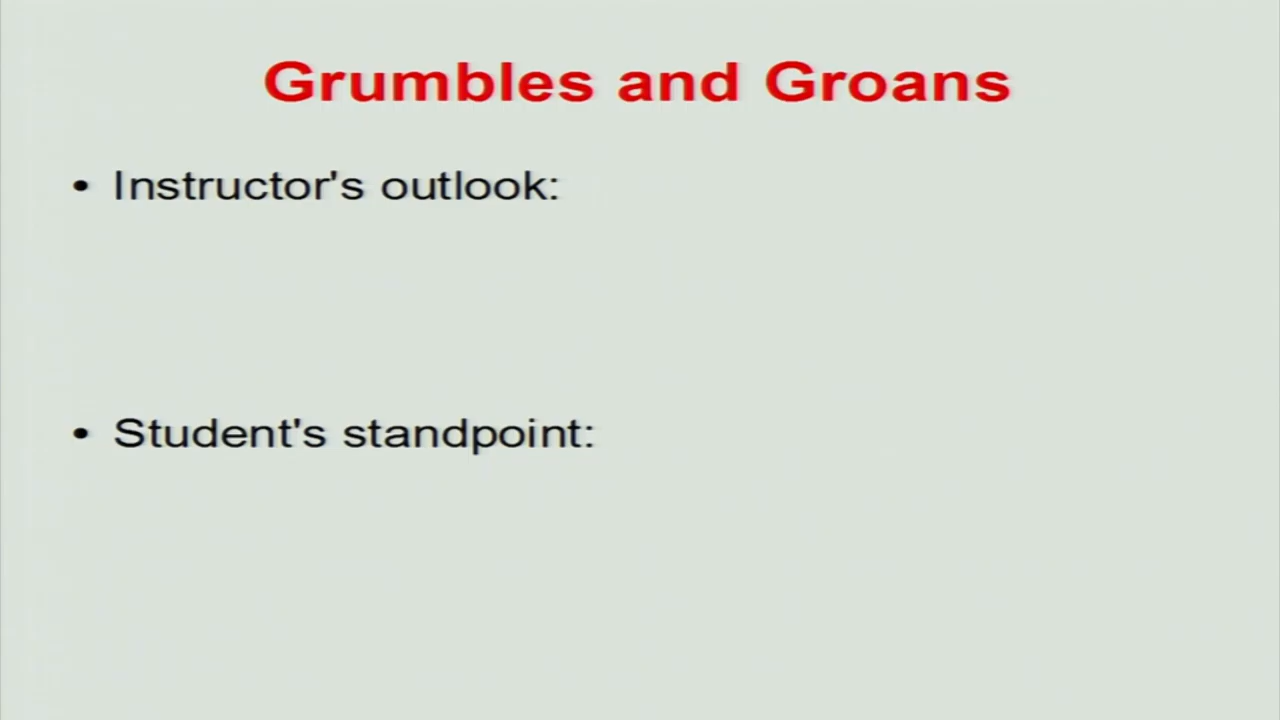 Grumbles and Groans
• Instructor's outlook:
• Student's standpoint: